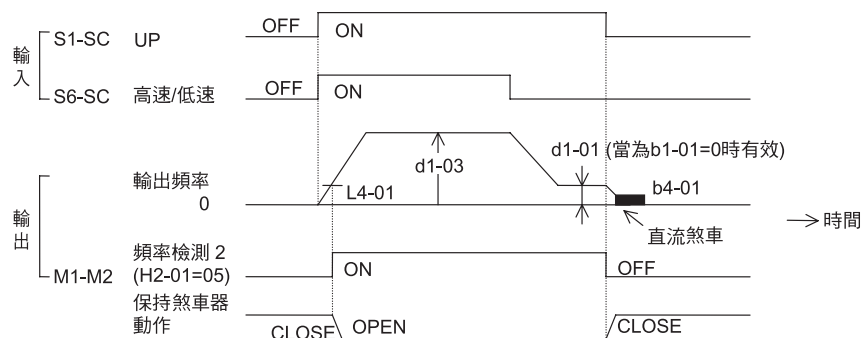 輸入
S1-SC UP OFF ON
S6-SC 高速/低速 OFF ON
輸出
輸出頻率
0
L4-01
d1-03
d1-01 (當為b1-01=0時有效)
b4-01
直流煞車
時間
M1-M2 頻率檢測 2
(H2-01=05)
ON OFF
保持煞車器
動作
CLOSE OPEN CLOSE